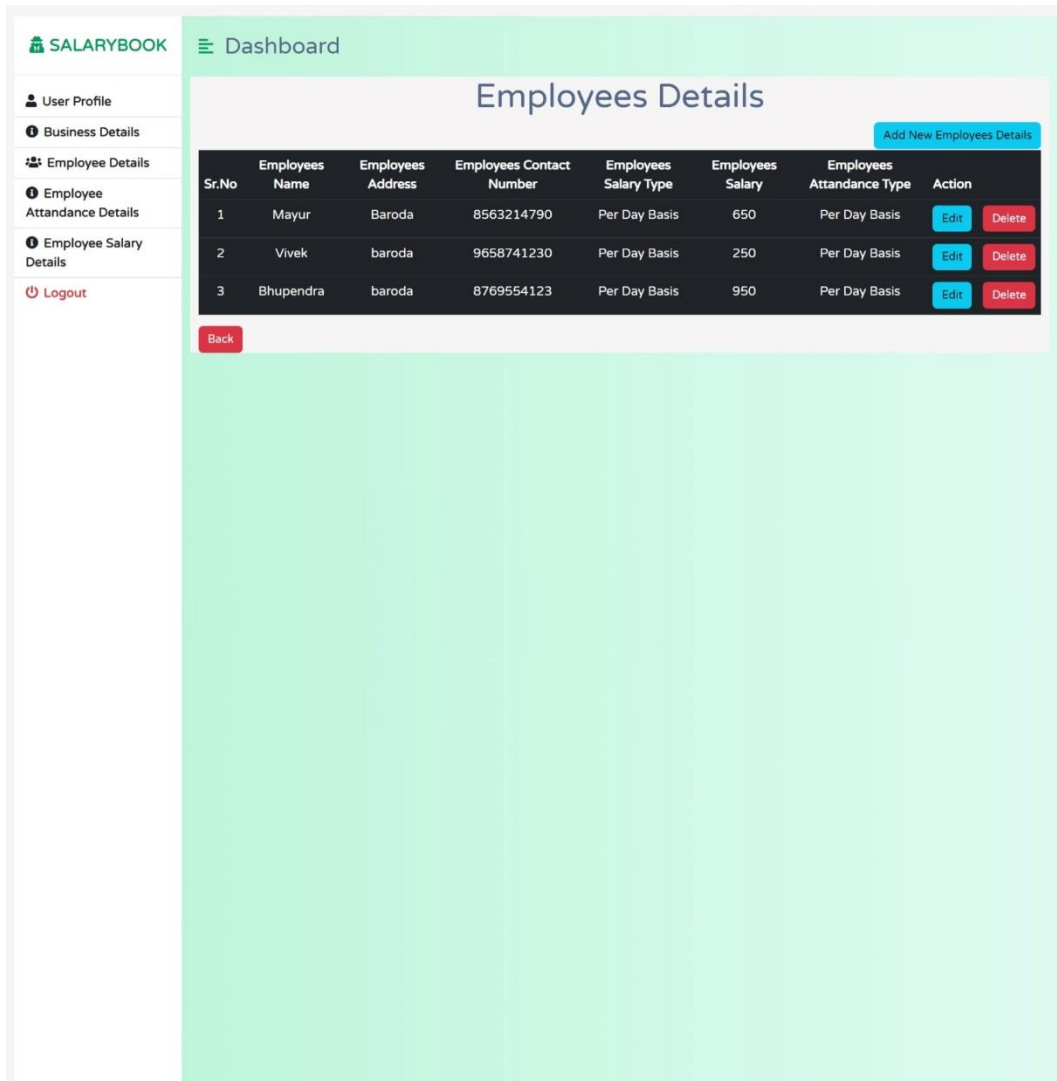 SALARYBOOK
Dashboard
User Profile
Business Details
Employee Details
Employee
Attandance Details
Employee Salary
Details
Logout
Employees Details
Add New Employees Details
Sr.No Employees Name Employees Address Employees Contact Number Employees Salary Type Employees Salary Employees Attandance Type Action
1 Mayur Baroda 8563214790 Per Day Basis 650 Per Day Basis Edit Delete
2 Vivek baroda 9658741230 Per Day Basis 250 Per Day Basis Edit Delete
3 Bhupendra baroda 8769554123 Per Day Basis 950 Per Day Basis Edit Delete
Back